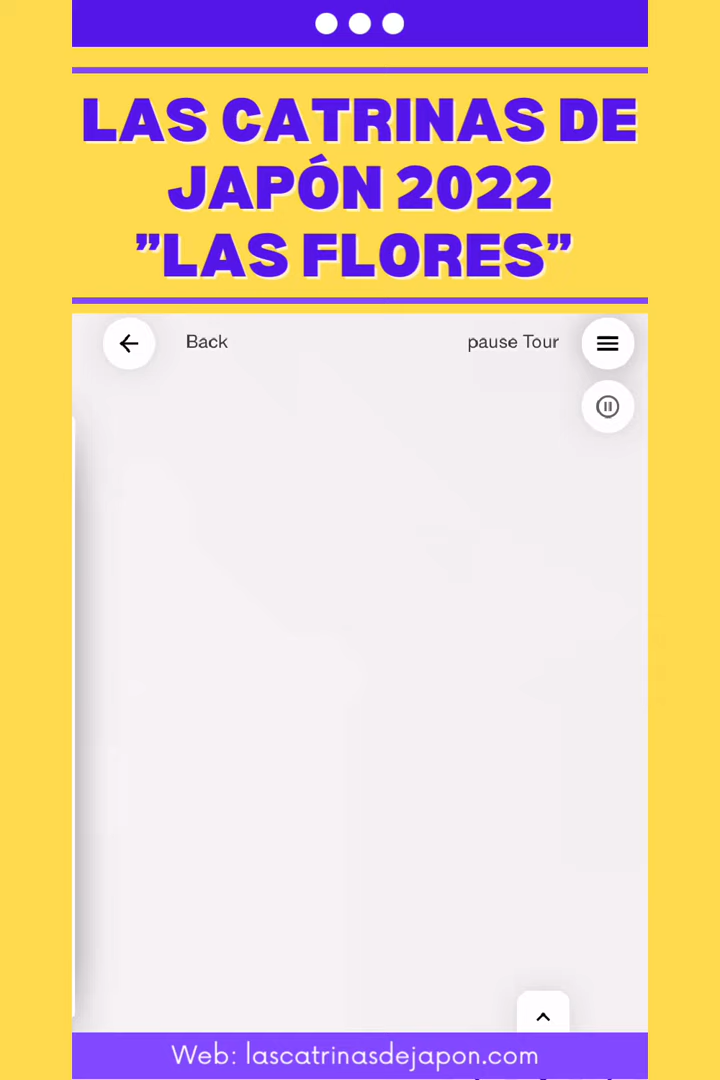 LAS CATRINAS DE
JAPÓN 2022
"LAS FLORES"
Back
pause Tour
Web: lascatrinasdejapon.com